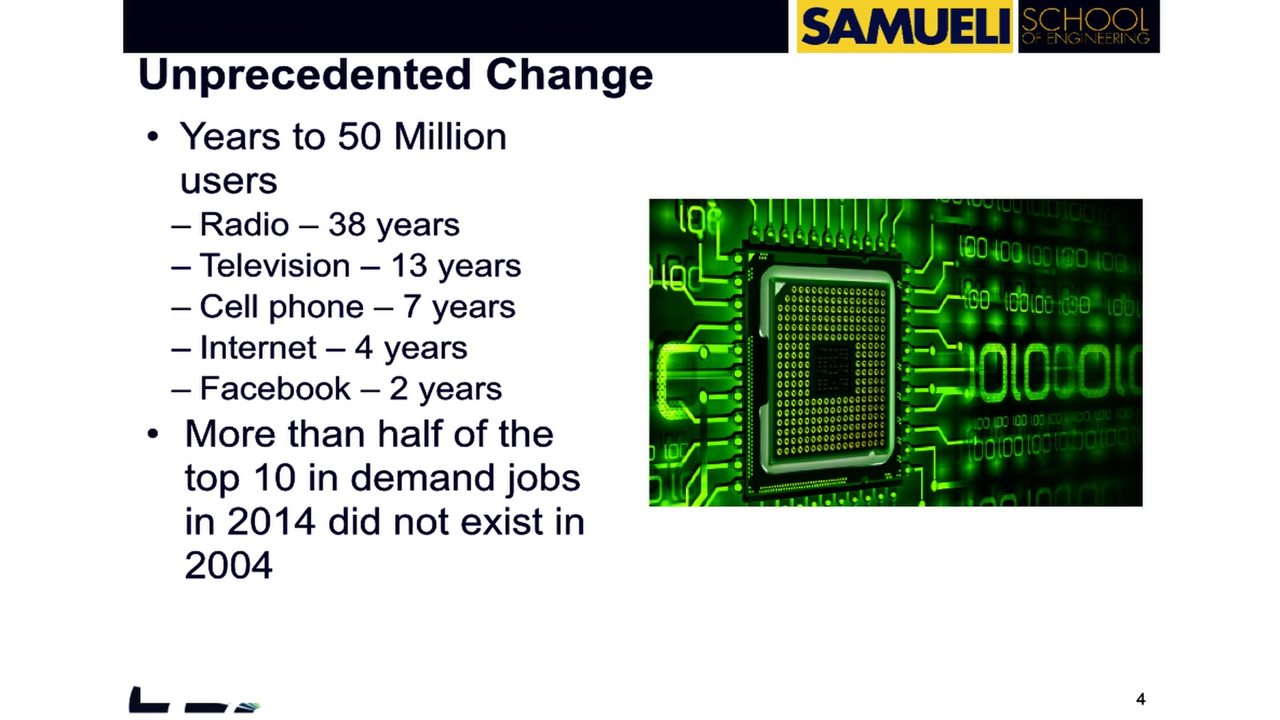 SAMUELI SCHOOL
OF ENGINEERING
Unprecedented Change
• Years to 50 Million
users
– Radio – 38 years
– Television – 13 years
– Cell phone – 7 years
– Internet – 4 years
– Facebook – 2 years
• More than half of the
top 10 in demand jobs
in 2014 did not exist in
2004
4